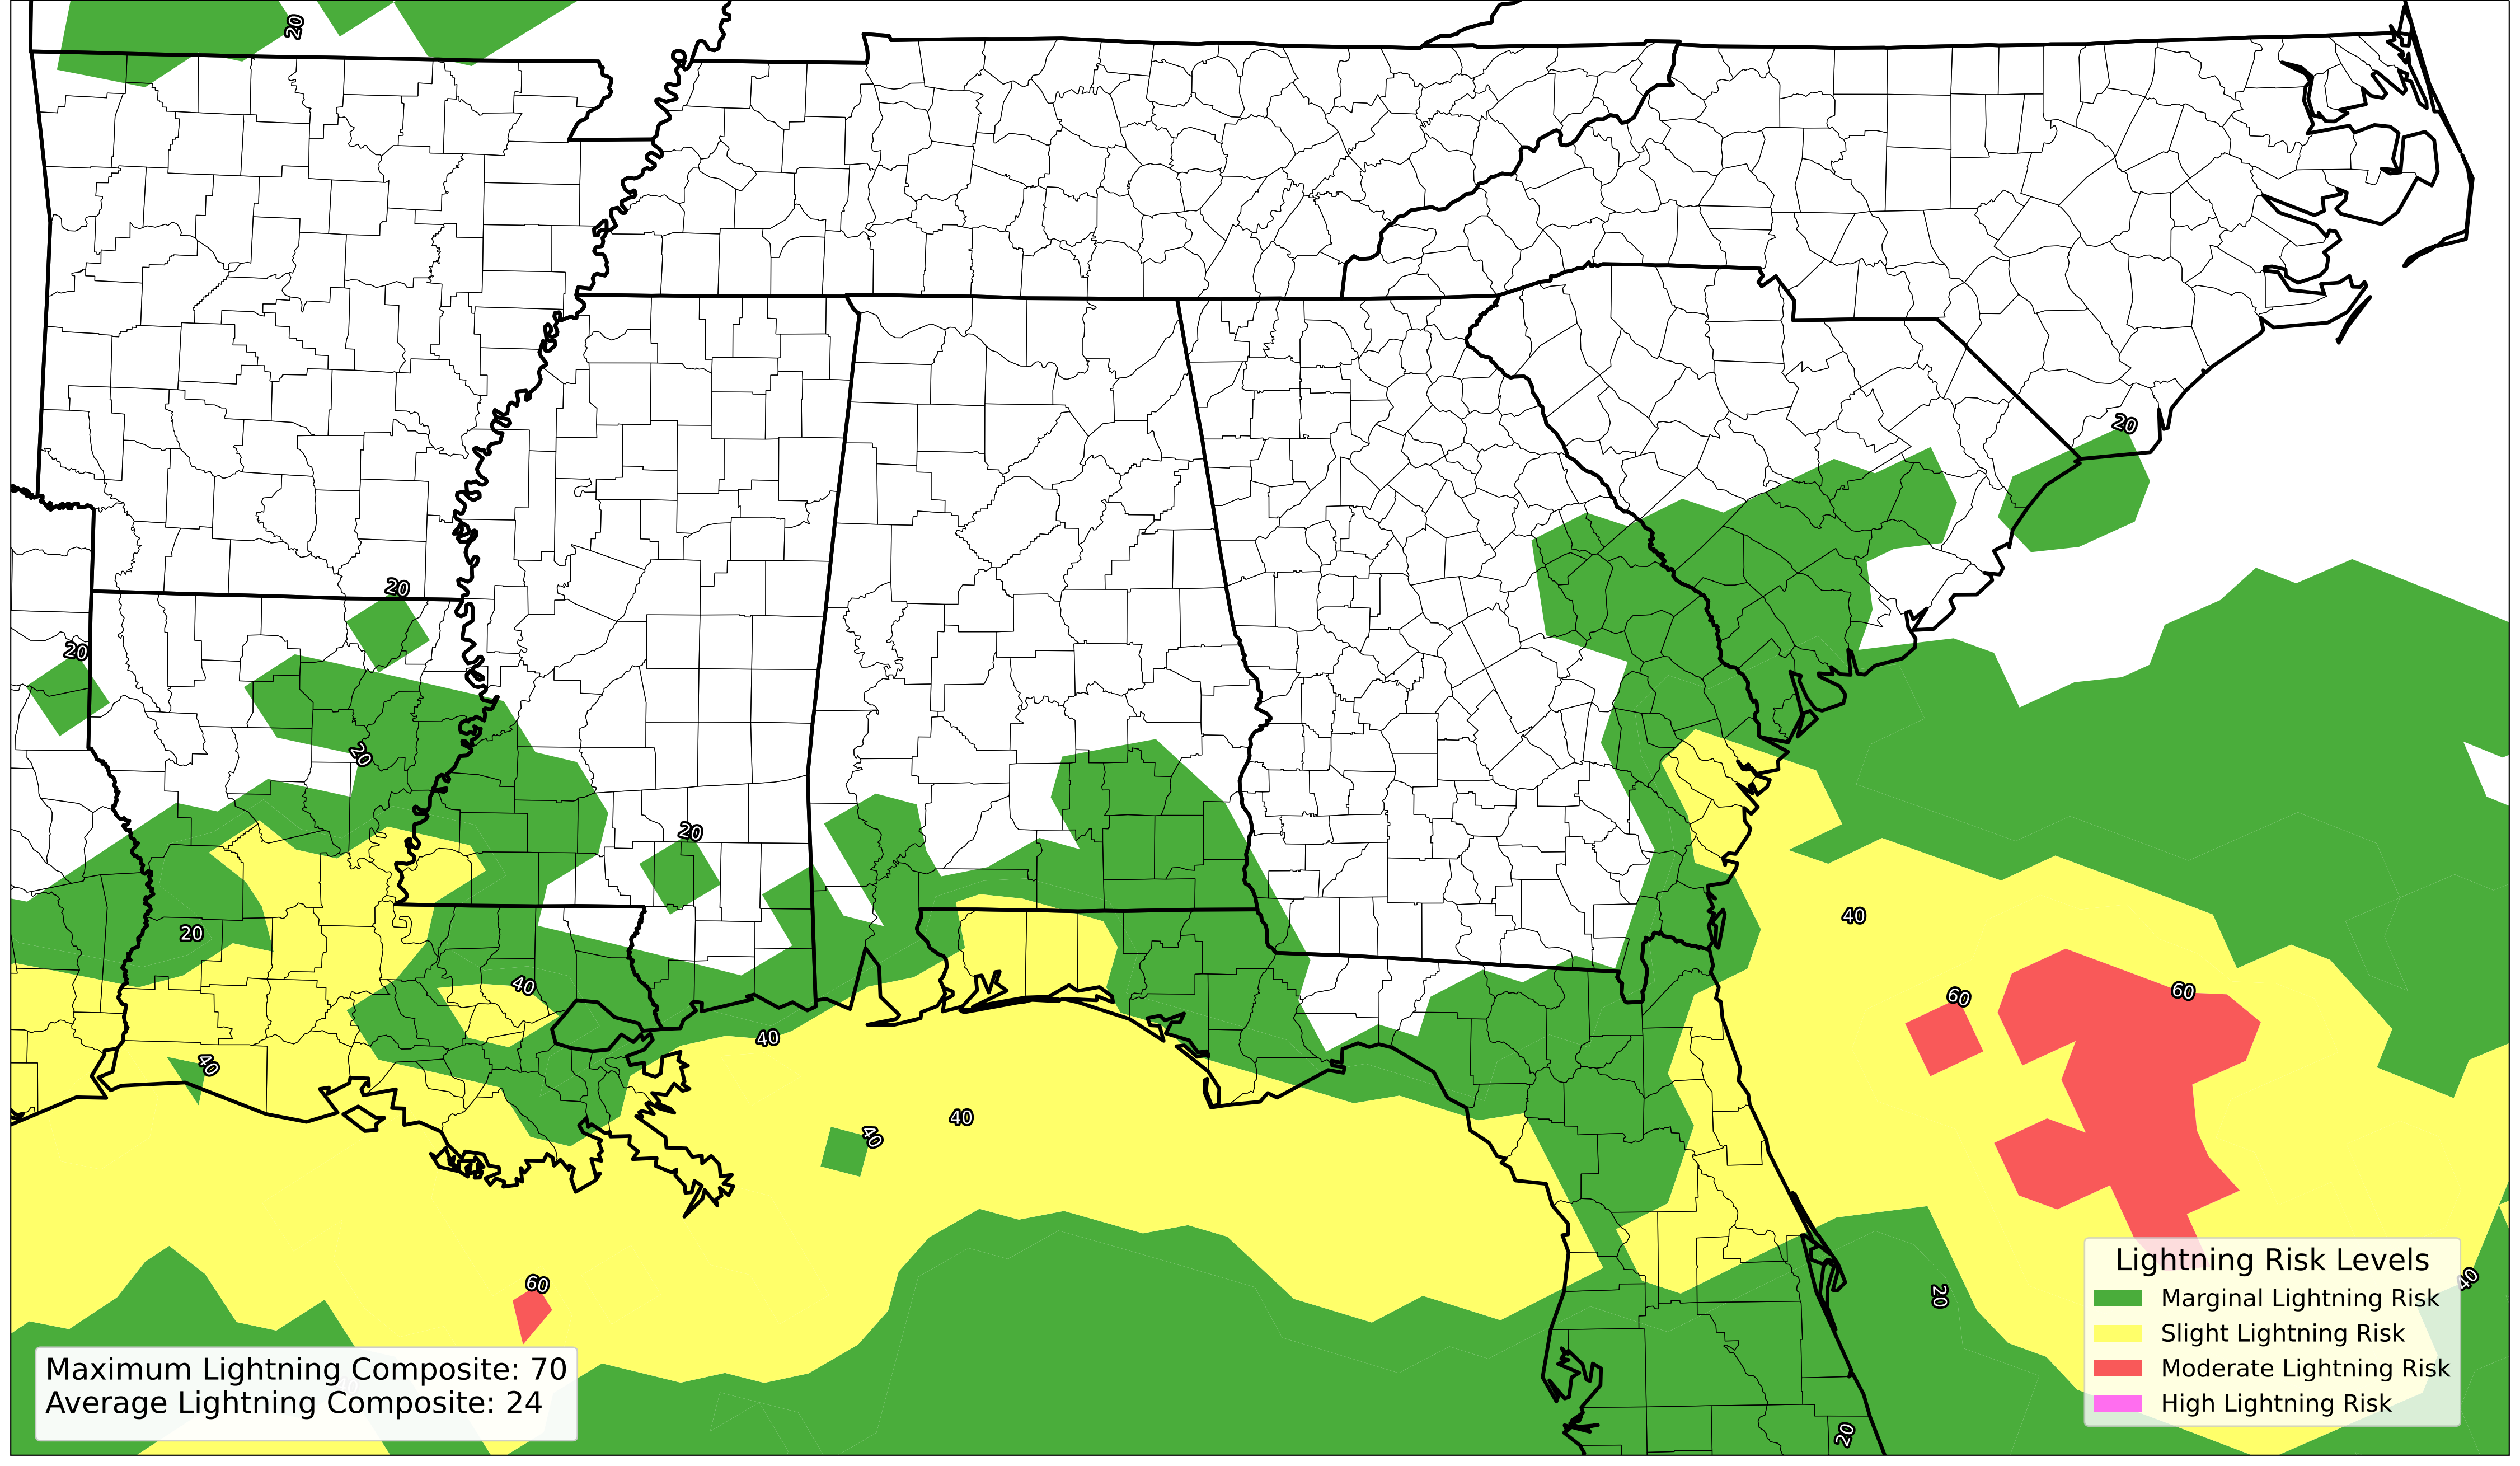 20
20
20
20
20
20
20
40
40
60
60
40
40
40
40
60
40
20
Lightning Risk Levels
Marginal Lightning Risk
Slight Lightning Risk
Moderate Lightning Risk
High Lightning Risk
Maximum Lightning Composite: 70
Average Lightning Composite: 24
20